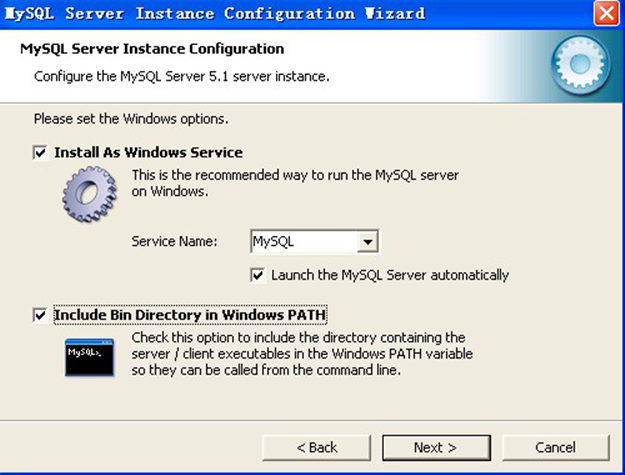 MySQL Server Instance Configuration Wizard
MySQL Server Instance Configuration
Configure the MySQL Server 5.1 server instance.
Please set the Windows options.
Install As Windows Service
This is the recommended way to run the MySQL server
on Windows.
Service Name: MySQL
Launch the MySQL Server automatically
Include Bin Directory in Windows PATH
Check this option to include the directory containing the
server / client executables in the Windows PATH variable
so they can be called from the command line.
MySQL>_
< Back Next > Cancel